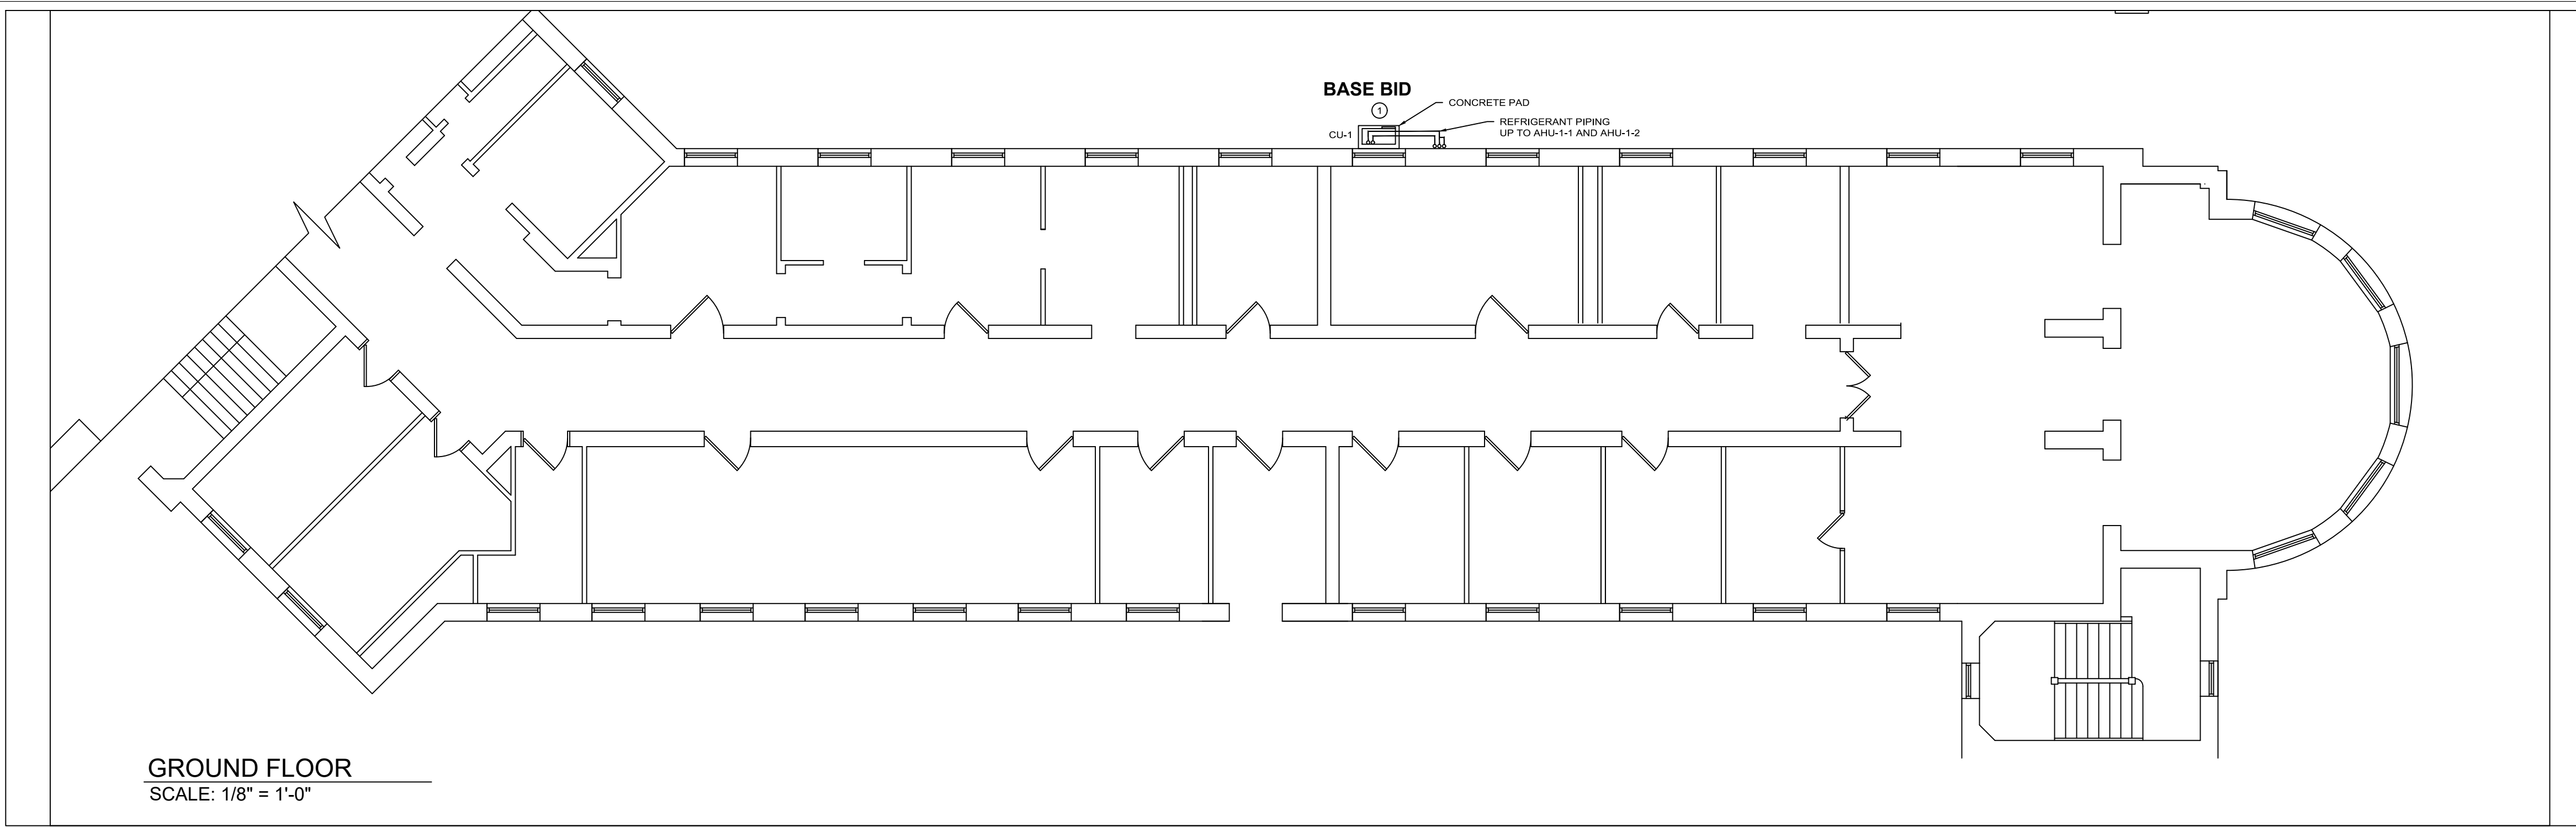 BASE BID
1
CONCRETE PAD
REFRIGERANT PIPING
UP TO AHU-1-1 AND AHU-1-2
CU-1
GROUND FLOOR
SCALE: 1/8" = 1'-0"